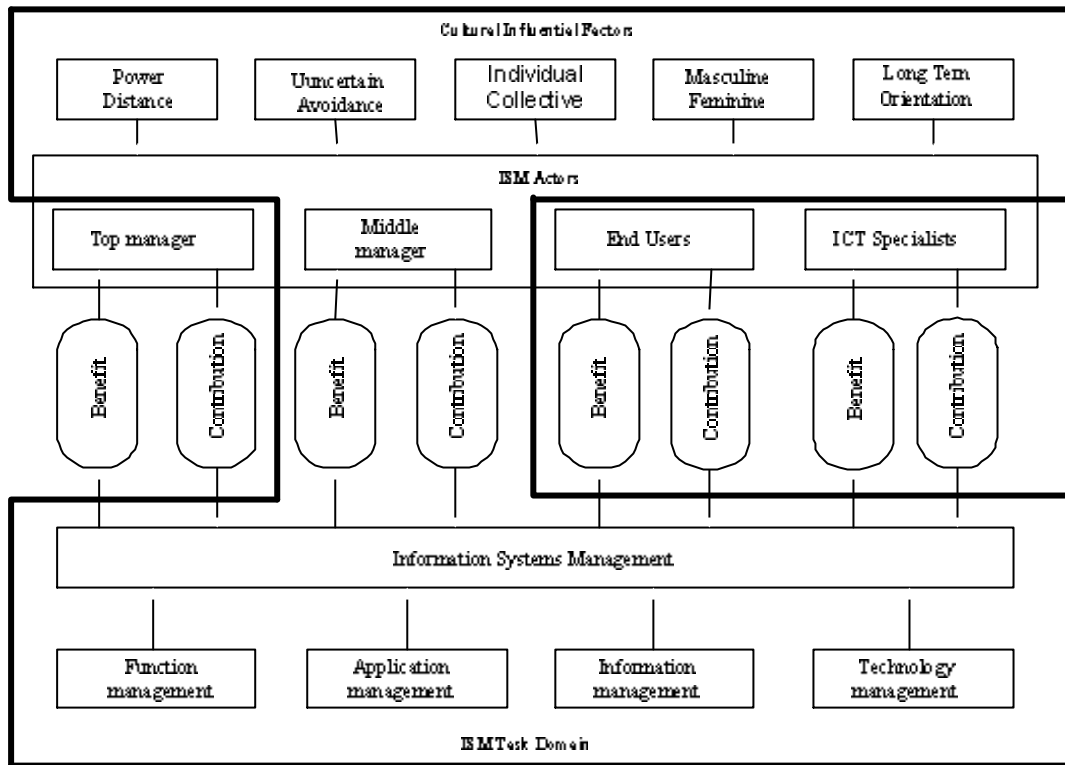 Cultural Influential Factors
Power
Distance
Uuncertain
Avoidance
Individual
Collective
Masculine
Feminine
Long Tem
Orientation
ISM Actors
Top manager
Middle
manager
End Users
ICT Specialists
Benefit
Contribution
Benefit
Contribution
Benefit
Contribution
Benefit
Contribution
Information Systems Management
Function
management
Application
management
Information
management
Technology
management
ISM Task Domain